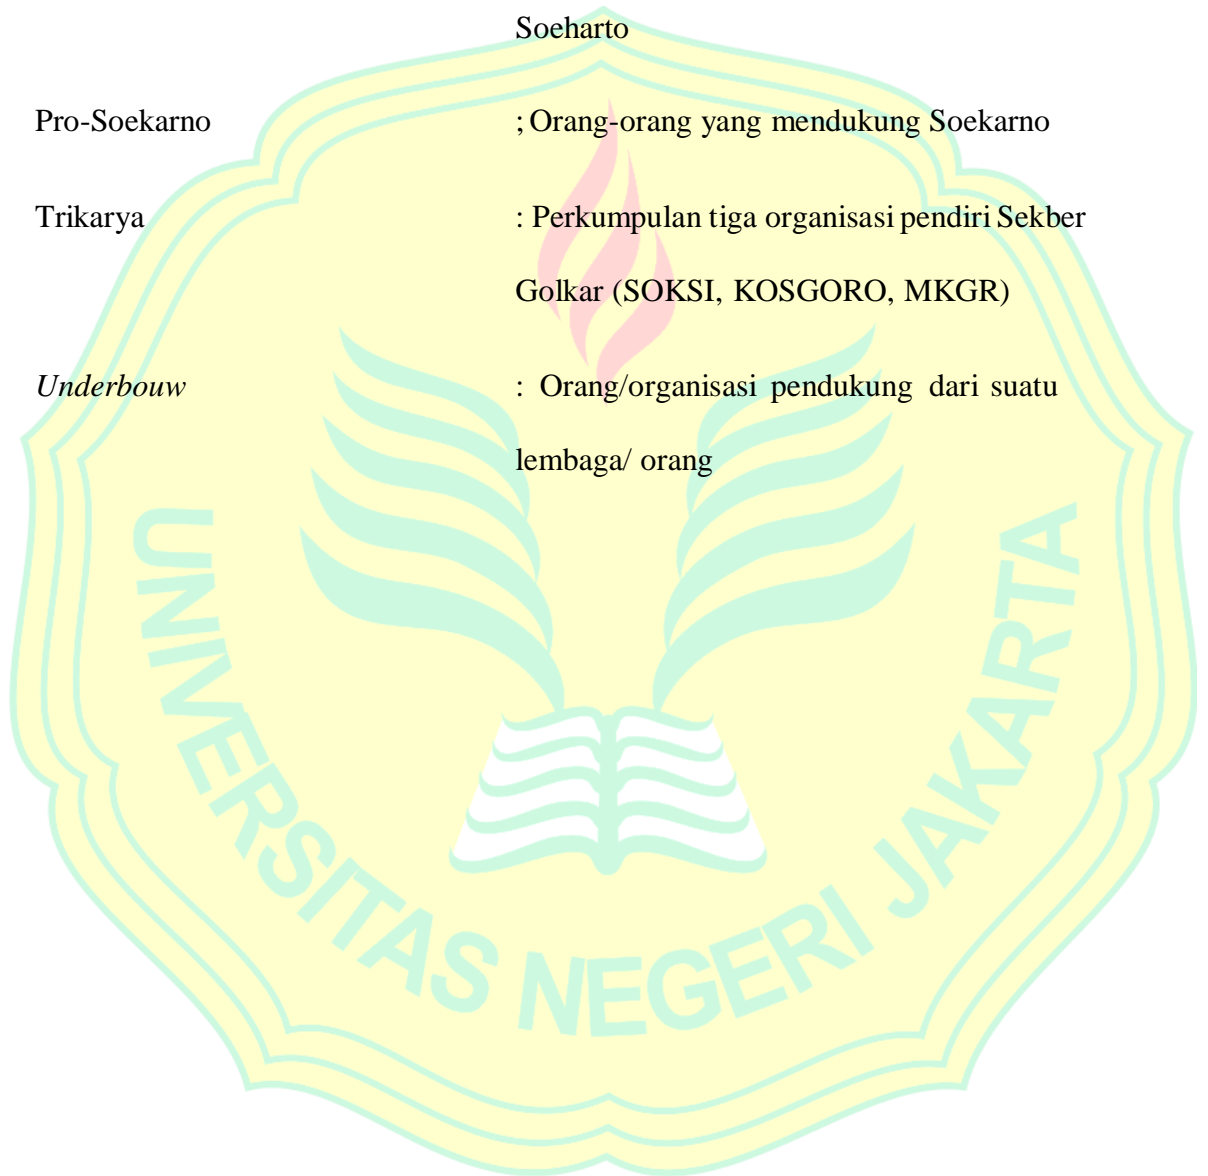 Soeharto
Pro-Soekarno ; Orang-orang yang mendukung Soekarno
Trikarya : Perkumpulan tiga organisasi pendiri Sekber
Golkar (SOKSI, KOSGORO, MKGR)
Underbouw : Orang/organisasi pendukung dari suatu
lembaga/ orang
UNIVERSITAS NEGERI JAKARTA